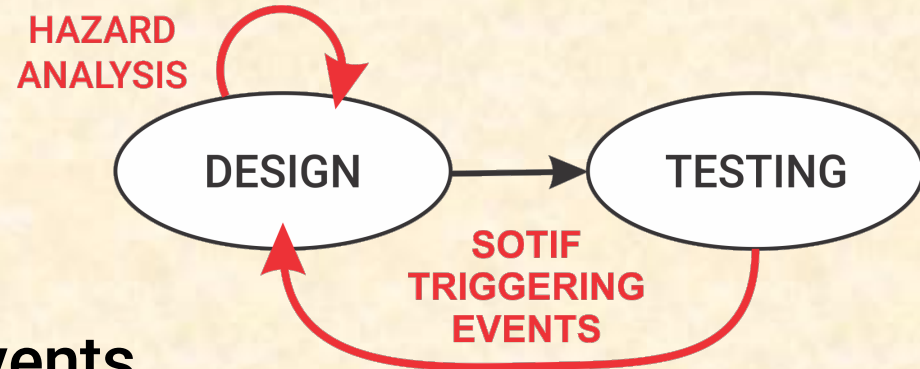 HAZARD
ANALYSIS
DESIGN
TESTING
SOTIF
TRIGGERING
EVENTS